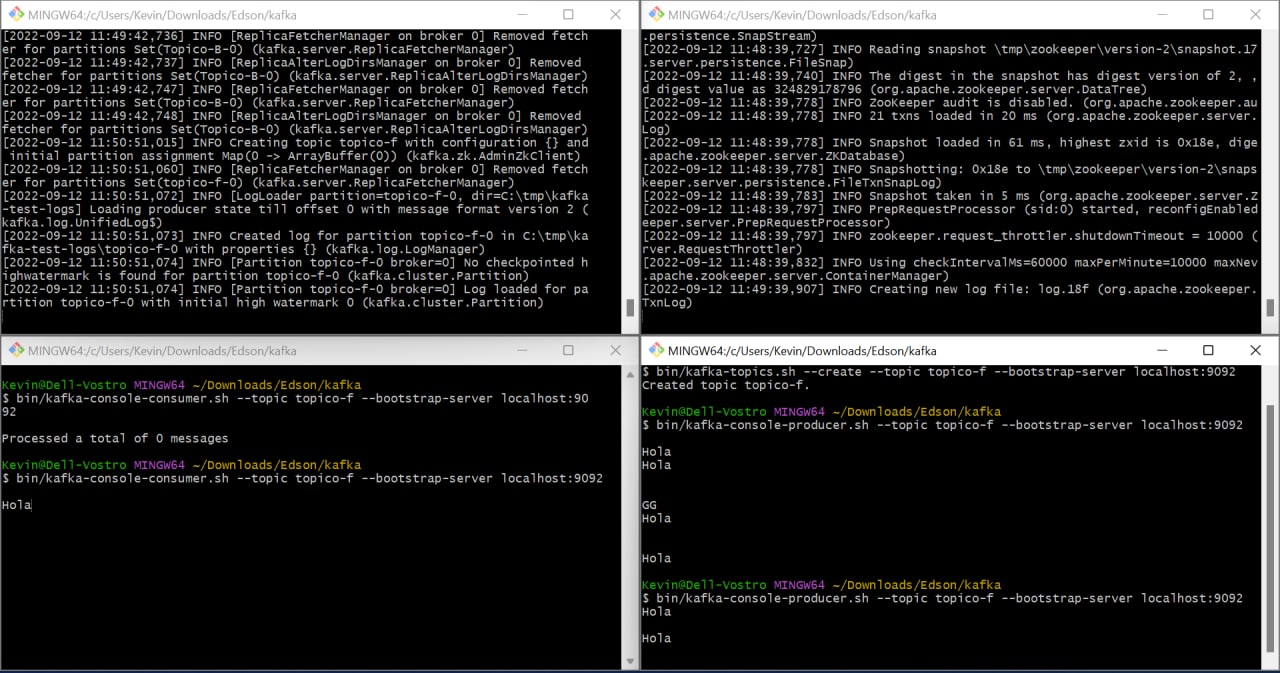 MINGW64:/c/Users/Kevin/Downloads/Edson/kafka
[2022-09-12 11:49:42,736] INFO [ReplicaFetcherManager on broker 0] Removed fetch
er for partitions Set(Topico-B-0) (kafka.server.ReplicaFetcherManager)
[2022-09-12 11:49:42,737] INFO [ReplicaAlterLogDirsManager on broker 0] Removed
fetcher for partitions Set(Topico-B-0) (kafka.server.ReplicaAlterLogDirsManager)
[2022-09-12 11:49:42,747] INFO [ReplicaFetcherManager on broker 0] Removed fetch
er for partitions Set(Topico-B-0) (kafka.server.ReplicaFetcherManager)
[2022-09-12 11:49:42,748] INFO [ReplicaAlterLogDirsManager on broker 0] Removed
fetcher for partitions Set(Topico-B-0) (kafka.server.ReplicaAlterLogDirsManager)
[2022-09-12 11:50:51,015] INFO Creating topic topico-f with configuration {} and
 initial partition assignment Map(0 -> ArrayBuffer(0)) (kafka.zk.AdminZkClient)
[2022-09-12 11:50:51,060] INFO [ReplicaFetcherManager on broker 0] Removed fetch
er for partitions Set(topico-f-0) (kafka.server.ReplicaFetcherManager)
[2022-09-12 11:50:51,072] INFO [LogLoader partition=topico-f-0, dir=C:\tmp\kafka
-test-logs] Loading producer state till offset 0 with message format version 2 (
kafka.log.UnifiedLog$)
[2022-09-12 11:50:51,073] INFO Created log for partition topico-f-0 in C:\tmp\ka
fka-test-logs\topico-f-0 with properties {} (kafka.log.LogManager)
[2022-09-12 11:50:51,074] INFO [Partition topico-f-0 broker=0] No checkpointed h
ighwatermark is found for partition topico-f-0 (kafka.cluster.Partition)
[2022-09-12 11:50:51,074] INFO [Partition topico-f-0 broker=0] Log loaded for pa
rtition topico-f-0 with initial high watermark 0 (kafka.cluster.Partition)
MINGW64:/c/Users/Kevin/Downloads/Edson/kafka
.persistence.SnapStream)
[2022-09-12 11:48:39,727] INFO Reading snapshot \tmp\zookeeper\version-2\snapshot.17
.server.persistence.FileSnap)
[2022-09-12 11:48:39,740] INFO The digest in the snapshot has digest version of 2, ,
d digest value as 324829178796 (org.apache.zookeeper.server.DataTree)
[2022-09-12 11:48:39,778] INFO ZooKeeper audit is disabled. (org.apache.zookeeper.au
[2022-09-12 11:48:39,778] INFO 21 txns loaded in 20 ms (org.apache.zookeeper.server.
Log)
[2022-09-12 11:48:39,778] INFO Snapshot loaded in 61 ms, highest zxid is 0x18e, dige
.apache.zookeeper.server.ZKDatabase)
[2022-09-12 11:48:39,778] INFO Snapshotting: 0x18e to \tmp\zookeeper\version-2\snaps
keeper.server.persistence.FileTxnSnapLog)
[2022-09-12 11:48:39,783] INFO Snapshot taken in 5 ms (org.apache.zookeeper.server.Z
[2022-09-12 11:48:39,797] INFO PrepRequestProcessor (sid:0) started, reconfigEnabled
eeper.server.PrepRequestProcessor)
[2022-09-12 11:48:39,797] INFO zookeeper.request_throttler.shutdownTimeout = 10000 (
rver.RequestThrottler)
[2022-09-12 11:48:39,832] INFO Using checkIntervalMs=60000 maxPerMinute=10000 maxNev
.apache.zookeeper.server.ContainerManager)
[2022-09-12 11:49:39,907] INFO Creating new log file: log.18f (org.apache.zookeeper.
TxnLog)
MINGW64:/c/Users/Kevin/Downloads/Edson/kafka
Kevin@Dell-Vostro MINGW64 ~/Downloads/Edson/kafka
$ bin/kafka-console-consumer.sh --topic topico-f --bootstrap-server localhost:90
92
Processed a total of 0 messages
Kevin@Dell-Vostro MINGW64 ~/Downloads/Edson/kafka
$ bin/kafka-console-consumer.sh --topic topico-f --bootstrap-server localhost:9092
Hola
MINGW64:/c/Users/Kevin/Downloads/Edson/kafka
$ bin/kafka-topics.sh --create --topic topico-f --bootstrap-server localhost:9092
Created topic topico-f.
Kevin@Dell-Vostro MINGW64 ~/Downloads/Edson/kafka
$ bin/kafka-console-producer.sh --topic topico-f --bootstrap-server localhost:9092
Hola
Hola
GG
Hola
Hola
Kevin@Dell-Vostro MINGW64 ~/Downloads/Edson/kafka
$ bin/kafka-console-producer.sh --topic topico-f --bootstrap-server localhost:9092
Hola
Hola